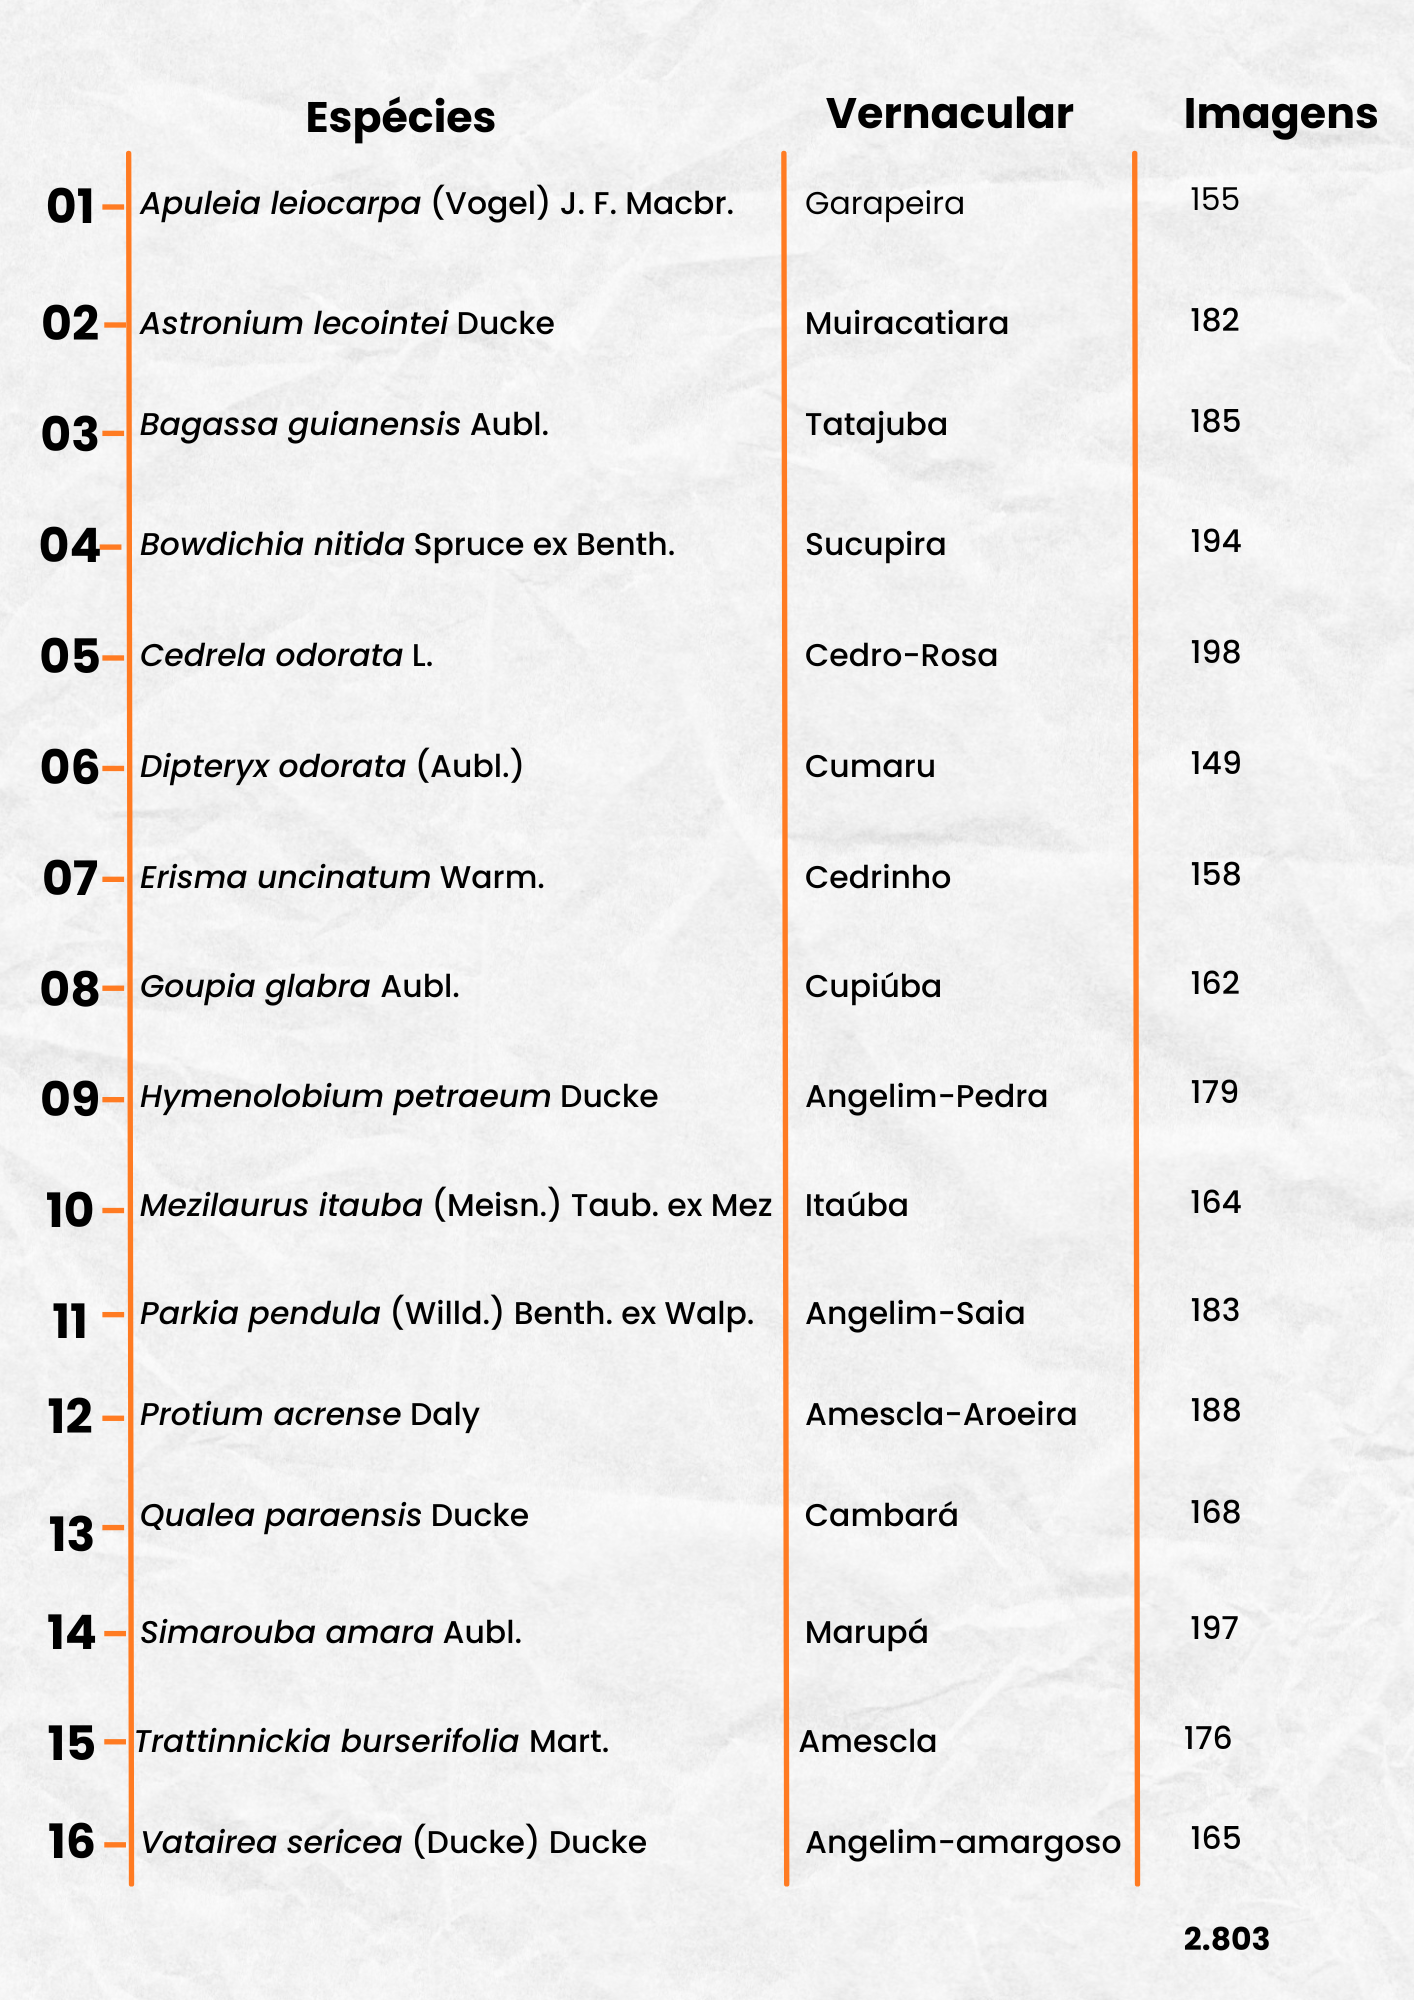 Espécies Vernacular Imagens
01 Apuleia leiocarpa (Vogel) J. F. Macbr. Garapeira 155
02 Astronium lecointei Ducke Muiracatiara 182
03 Bagassa guianensis Aubl. Tatajuba 185
04 Bowdichia nitida Spruce ex Benth. Sucupira 194
05 Cedrela odorata L. Cedro-Rosa 198
06 Dipteryx odorata (Aubl.) Cumaru 149
07 Erisma uncinatum Warm. Cedrinho 158
08 Goupia glabra Aubl. Cupiúba 162
09 Hymenolobium petraeum Ducke Angelim-Pedra 179
10 Mezilaurus itauba (Meisn.) Taub. ex Mez Itaúba 164
11 Parkia pendula (Willd.) Benth. ex Walp. Angelim-Saia 183
12 Protium acrense Daly Amescla-Aroeira 188
13 Qualea paraensis Ducke Cambará 168
14 Simarouba amara Aubl. Marupá 197
15 Trattinnickia burserifolia Mart. Amescla 176
16 Vatairea sericea (Ducke) Ducke Angelim-amargoso 165
2.803